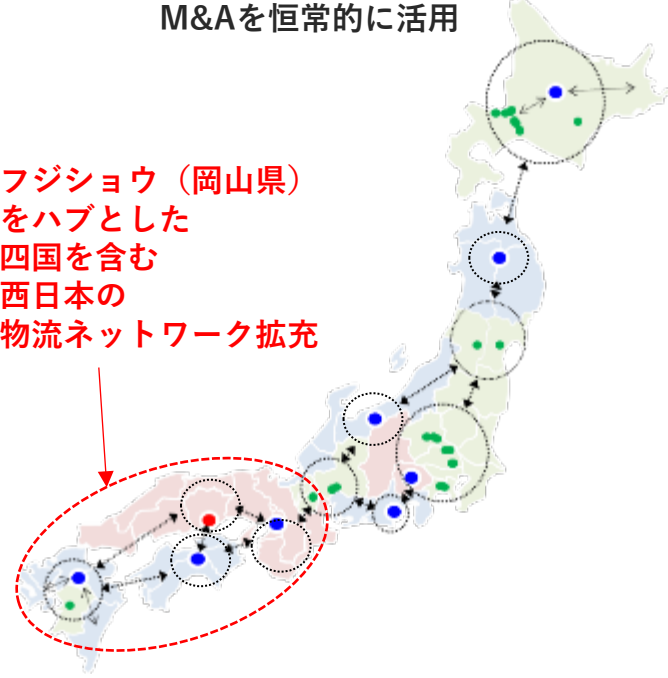 M&Aを恒常的に活用
フジショウ（岡山県）
をハブとした
四国を含む
西日本の
物流ネットワーク拡充